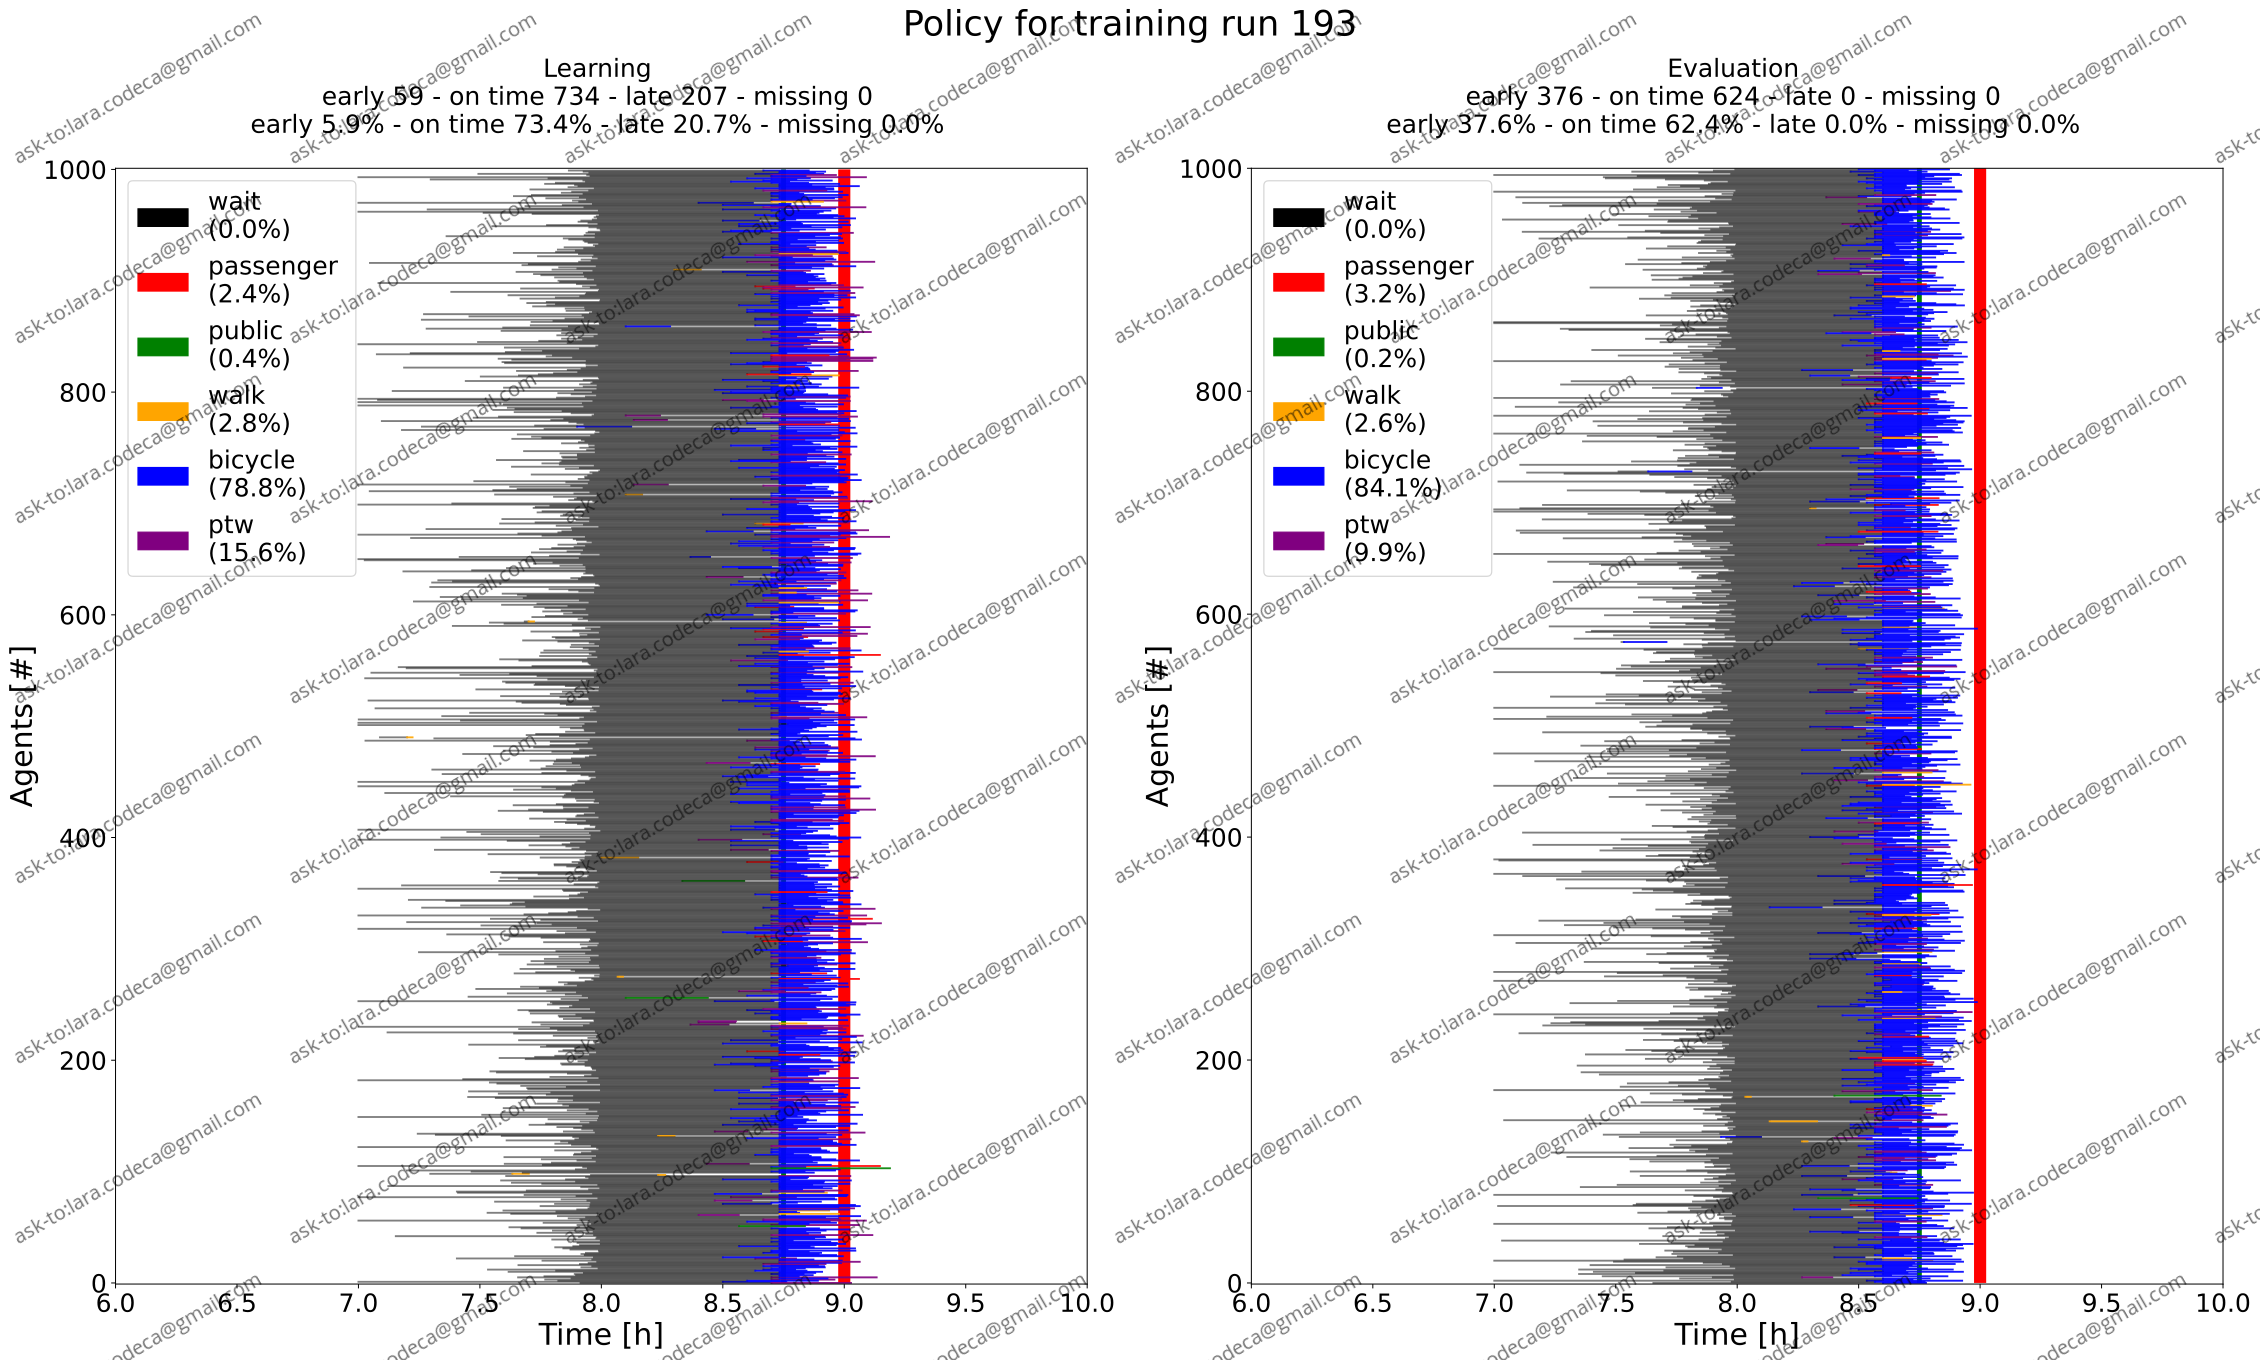 Policy for training run 193
Learning
early 59 - on time 734 - late 207 - missing 0
early 5.9% - on time 73.4% - late 20.7% - missing 0.0%
wait
(0.0%)
passenger
(2.4%)
public
(0.4%)
walk
(2.8%)
bicycle
(78.8%)
ptw
(15.6%)
1000
800
600
400
200
0
Agents [#]
6.0 6.5 7.0 7.5 8.0 8.5 9.0 9.5 10.0
Time [h]
Evaluation
early 376 - on time 624 - late 0 - missing 0
early 37.6% - on time 62.4% - late 0.0% - missing 0.0%
wait
(0.0%)
passenger
(3.2%)
public
(0.2%)
walk
(2.6%)
bicycle
(84.1%)
ptw
(9.9%)
1000
800
600
400
200
0
Agents [#]
6.0 6.5 7.0 7.5 8.0 8.5 9.0 9.5 10.0
Time [h]
ask-to:lara.codeca@gmail.com